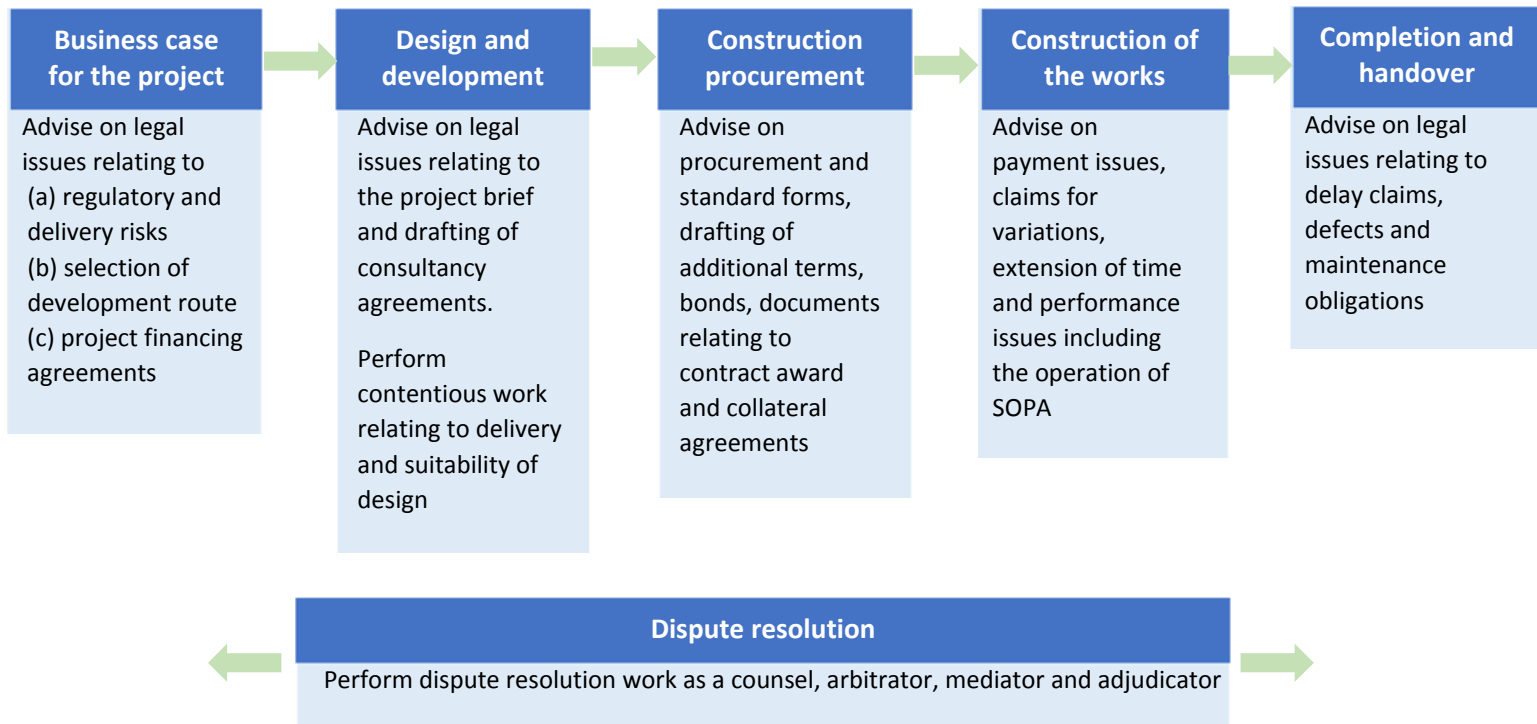 Business case
for the project
Advise on legal
issues relating to
(a) regulatory and
delivery risks
(b) selection of
development route
(c) project financing
agreements
Design and
development
Advise on legal
issues relating to
the project brief
and drafting of
consultancy
agreements.
Perform
contentious work
relating to delivery
and suitability of
design
Construction
procurement
Advise on
procurement and
standard forms,
drafting of
additional terms,
bonds, documents
relating to
contract award
and collateral
agreements
Construction of
the works
Advise on
payment issues,
claims for
variations,
extension of time
and performance
issues including
the operation of
SOPA
Completion and
handover
Advise on legal
issues relating to
delay claims,
defects and
maintenance
obligations
Dispute resolution
Perform dispute resolution work as a counsel, arbitrator, mediator and adjudicator